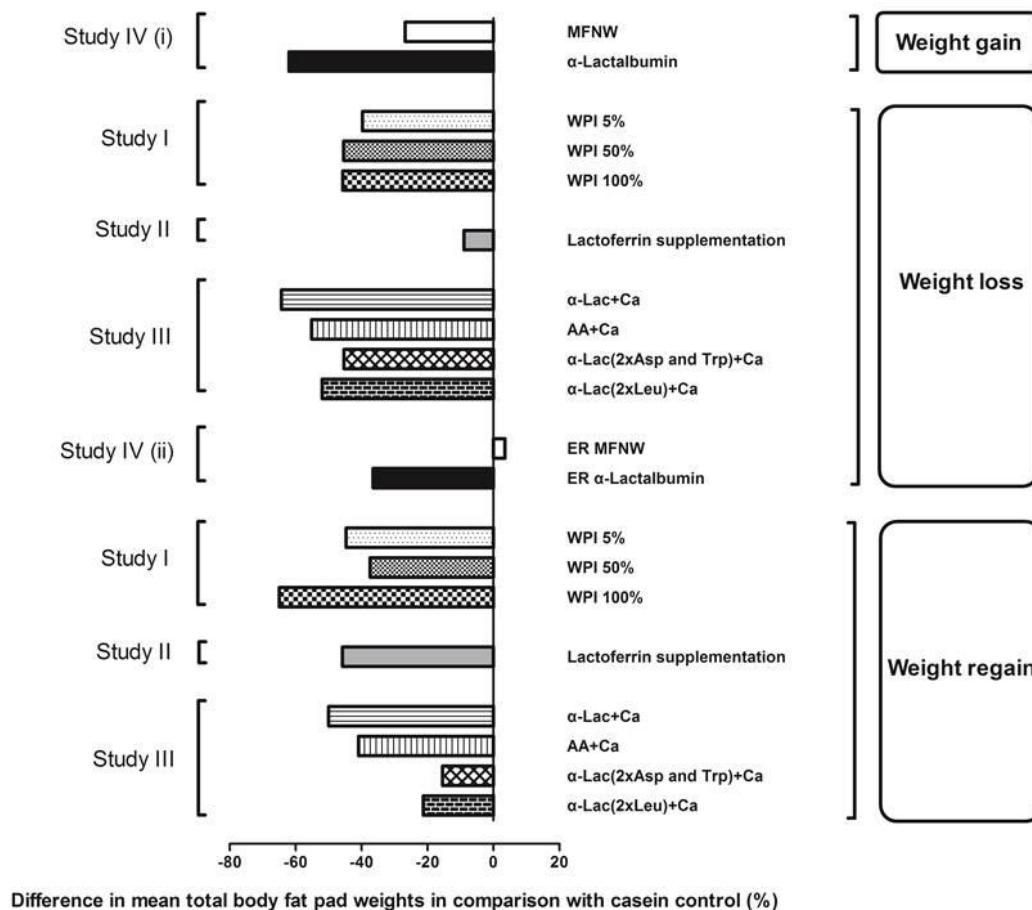 Study IV (i)
MFNW
α-Lactalbumin
Weight gain
Study I
WPI 5%
WPI 50%
WPI 100%
Study II
Lactoferrin supplementation
Weight loss
Study III
α-Lac+Ca
AA+Ca
α-Lac(2xAsp and Trp)+Ca
α-Lac(2xLeu)+Ca
Study IV (ii)
ER MFNW
ER α-Lactalbumin
Study I
WPI 5%
WPI 50%
WPI 100%
Study II
Lactoferrin supplementation
Weight regain
Study III
α-Lac+Ca
AA+Ca
α-Lac(2xAsp and Trp)+Ca
α-Lac(2xLeu)+Ca
-80 -60 -40 -20 0 20
Difference in mean total body fat pad weights in comparison with casein control (%)